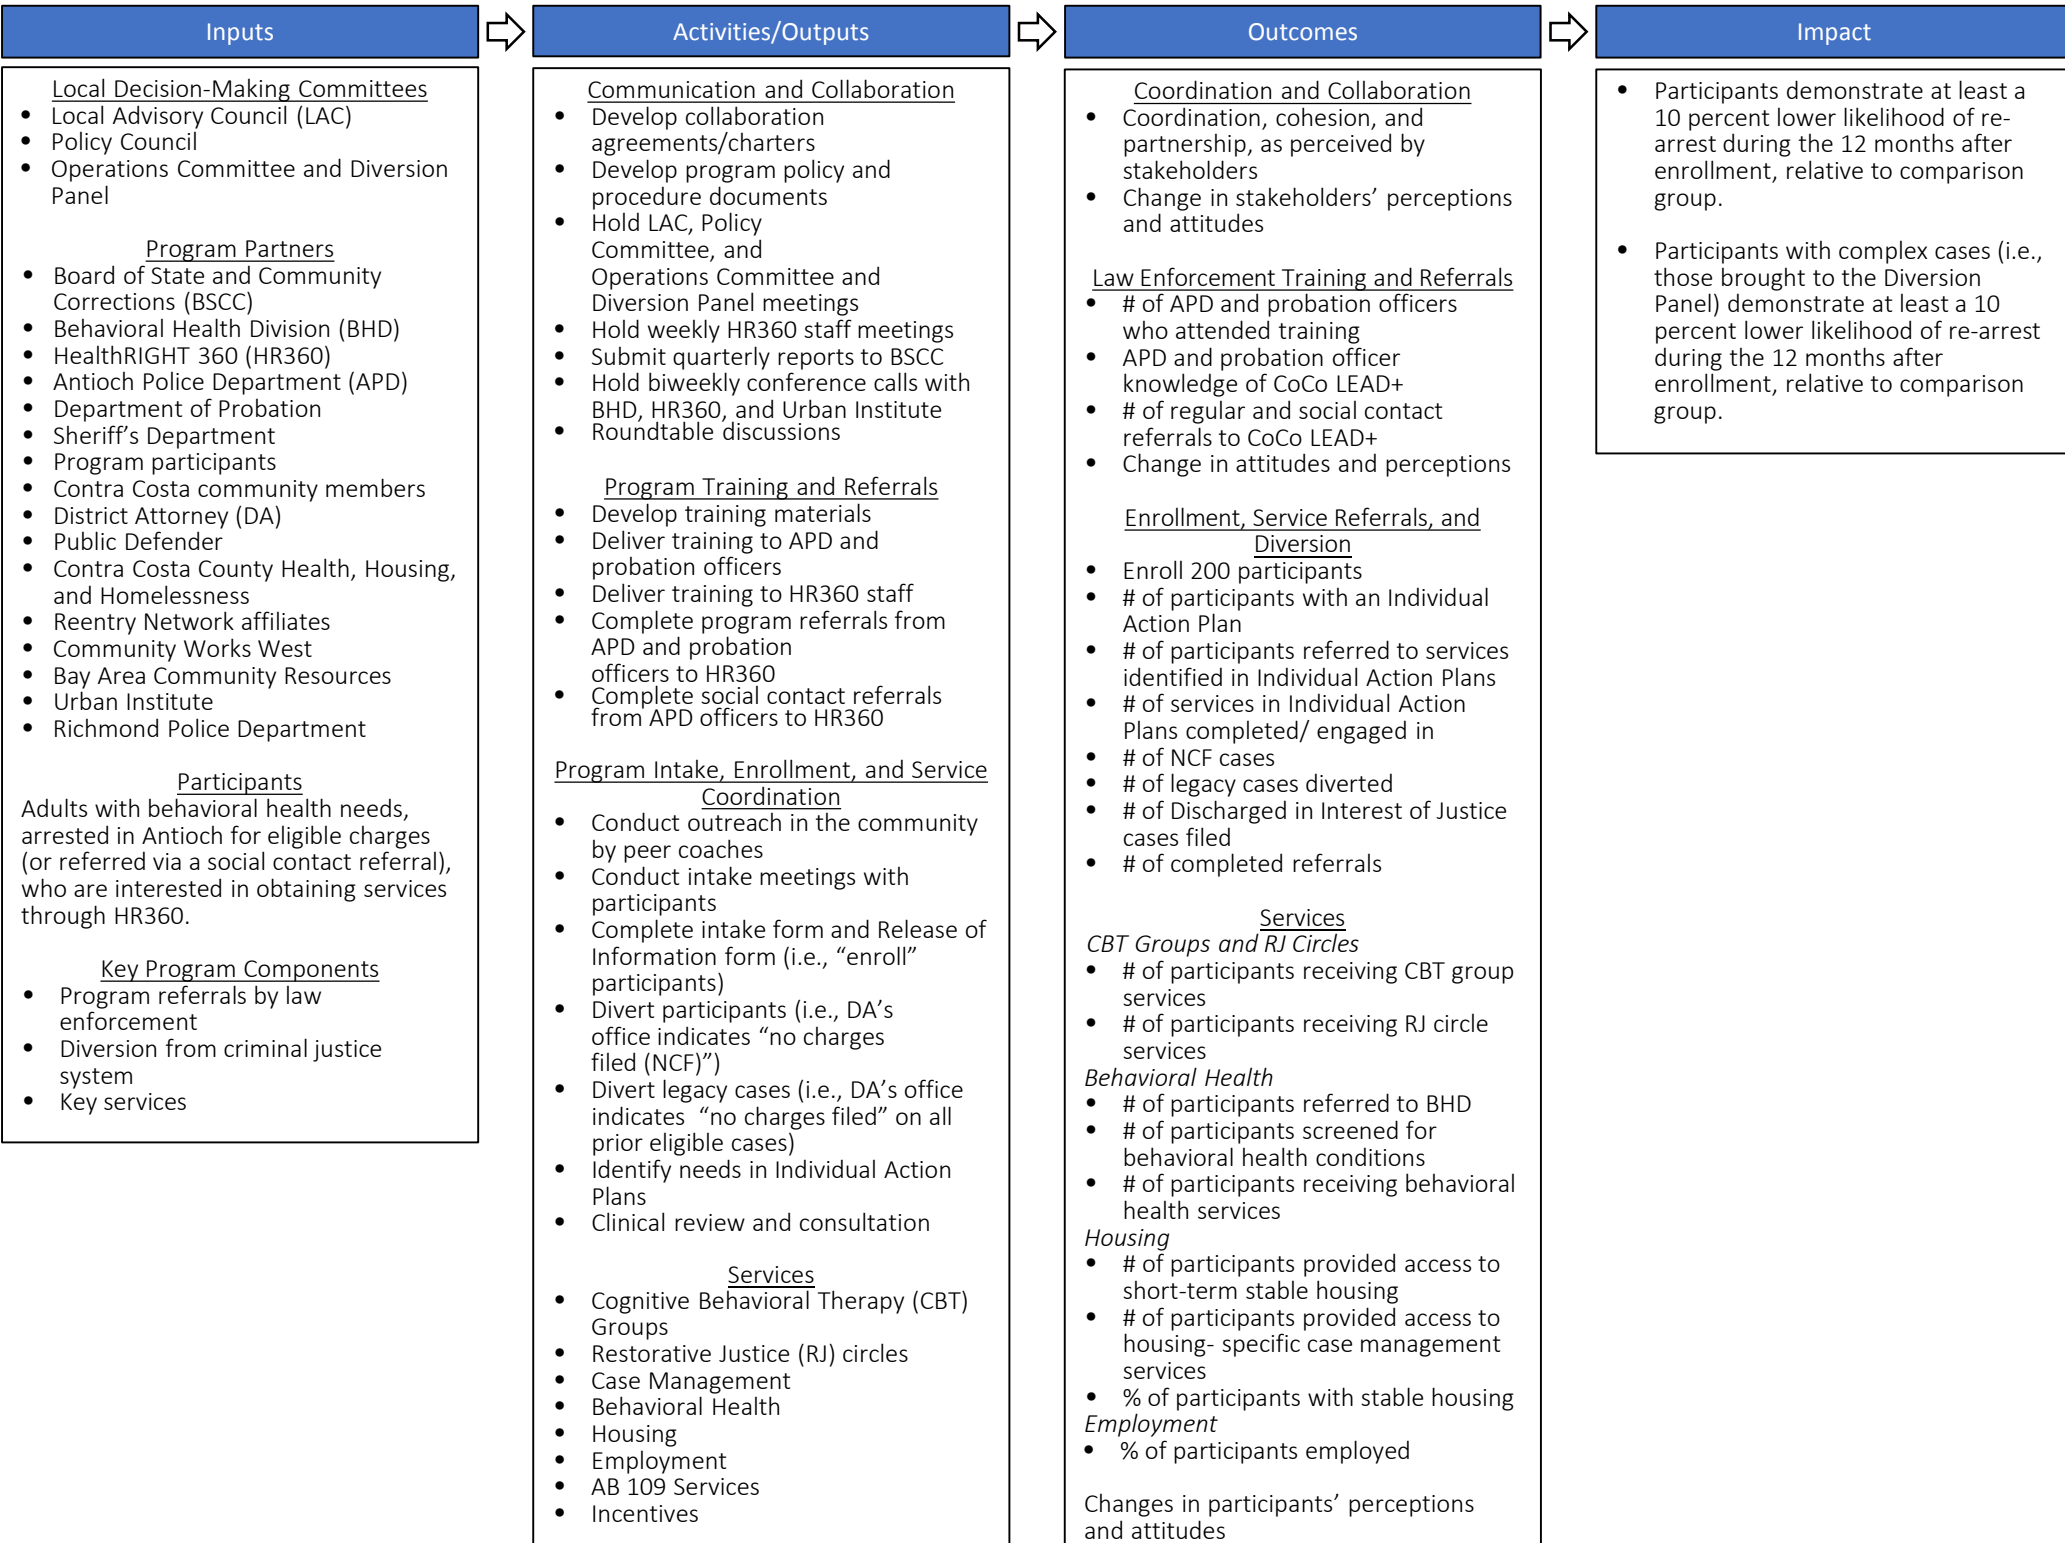 Inputs
Local Decision-Making Committees
• Local Advisory Council (LAC)
• Policy Council
• Operations Committee and Diversion
Panel
Program Partners
• Board of State and Community
Corrections (BSCC)
• Behavioral Health Division (BHD)
• HealthRIGHT 360 (HR360)
• Antioch Police Department (APD)
• Department of Probation
• Sheriff's Department
• Program participants
• Contra Costa community members
• District Attorney (DA)
• Public Defender
• Contra Costa County Health, Housing,
and Homelessness
• Reentry Network affiliates
• Community Works West
• Bay Area Community Resources
• Urban Institute
• Richmond Police Department
Participants
Adults with behavioral health needs,
arrested in Antioch for eligible charges
(or referred via a social contact referral),
who are interested in obtaining services
through HR360.
Key Program Components
• Program referrals by law
enforcement
• Diversion from criminal justice
system
• Key services
Activities/Outputs
Communication and Collaboration
• Develop collaboration
agreements/charters
• Develop program policy and
procedure documents
• Hold LAC, Policy
Committee, and
Operations Committee and
Diversion Panel meetings
• Hold weekly HR360 staff meetings
• Submit quarterly reports to BSCC
• Hold biweekly conference calls with
BHD, HR360, and Urban Institute
• Roundtable discussions
Program Training and Referrals
• Develop training materials
• Deliver training to APD and
probation officers
• Deliver training to HR360 staff
• Complete program referrals from
APD and probation
officers to HR360
• Complete social contact referrals
from APD officers to HR360
Program Intake, Enrollment, and Service
Coordination
• Conduct outreach in the community
by peer coaches
• Conduct intake meetings with
participants
• Complete intake form and Release of
Information form (i.e., “enroll”
participants)
• Divert participants (i.e., DA’s
office indicates “no charges
filed (NCF)”)
• Divert legacy cases (i.e., DA’s office
indicates “no charges filed” on all
prior eligible cases)
• Identify needs in Individual Action
Plans
• Clinical review and consultation
Services
• Cognitive Behavioral Therapy (CBT)
Groups
• Restorative Justice (RJ) circles
• Case Management
• Behavioral Health
• Housing
• Employment
• AB 109 Services
• Incentives
Outcomes
Coordination and Collaboration
• Coordination, cohesion, and
partnership, as perceived by
stakeholders
• Change in stakeholders’ perceptions
and attitudes
Law Enforcement Training and Referrals
• # of APD and probation officers
who attended training
• APD and probation officer
knowledge of CoCo LEAD+
• # of regular and social contact
referrals to CoCo LEAD+
• Change in attitudes and perceptions
Enrollment, Service Referrals, and
Diversion
• Enroll 200 participants
• # of participants with an Individual
Action Plan
• # of participants referred to services
identified in Individual Action Plans
• # of services in Individual Action
Plans completed/ engaged in
• # of NCF cases
• # of legacy cases diverted
• # of Discharged in Interest of Justice
cases filed
• # of completed referrals
Services
CBT Groups and RJ Circles
• # of participants receiving CBT group
services
• # of participants receiving RJ circle
services
Behavioral Health
• # of participants referred to BHD
• # of participants screened for
behavioral health conditions
• # of participants receiving behavioral
health services
Housing
• # of participants provided access to
short-term stable housing
• # of participants provided access to
housing- specific case management
services
• % of participants with stable housing
Employment
• % of participants employed
Changes in participants’ perceptions
and attitudes
Impact
• Participants demonstrate at least a
10 percent lower likelihood of re-
arrest during the 12 months after
enrollment, relative to comparison
group.
• Participants with complex cases (i.e.,
those brought to the Diversion
Panel) demonstrate at least a 10
percent lower likelihood of re-arrest
during the 12 months after
enrollment, relative to comparison
group.